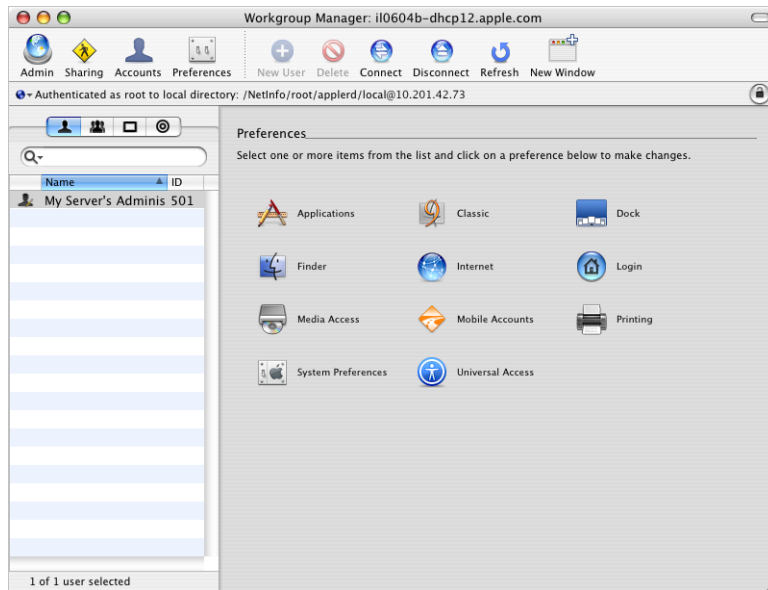 Workgroup Manager: il0604b-dhcp12.apple.com
Admin Sharing Accounts Preferences New User Delete Connect Disconnect Refresh New Window
Authenticated as root to local directory: /NetInfo/root/applerd/local@10.201.42.73
Preferences
Select one or more items from the list and click on a preference below to make changes.
Name ID
My Server's Adminis 501
Applications Classic Dock
Finder Internet Login
Media Access Mobile Accounts Printing
System Preferences Universal Access
1 of 1 user selected